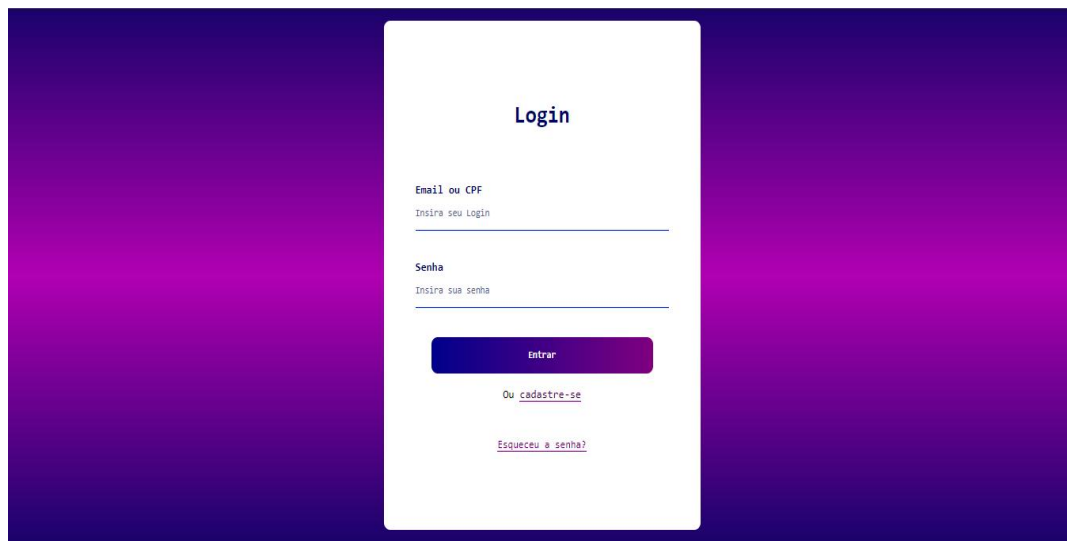 Login
Email ou CPF
Insira seu Login
Senha
Insira sua senha
Entrar
Ou cadastre-se
Esqueceu a senha?